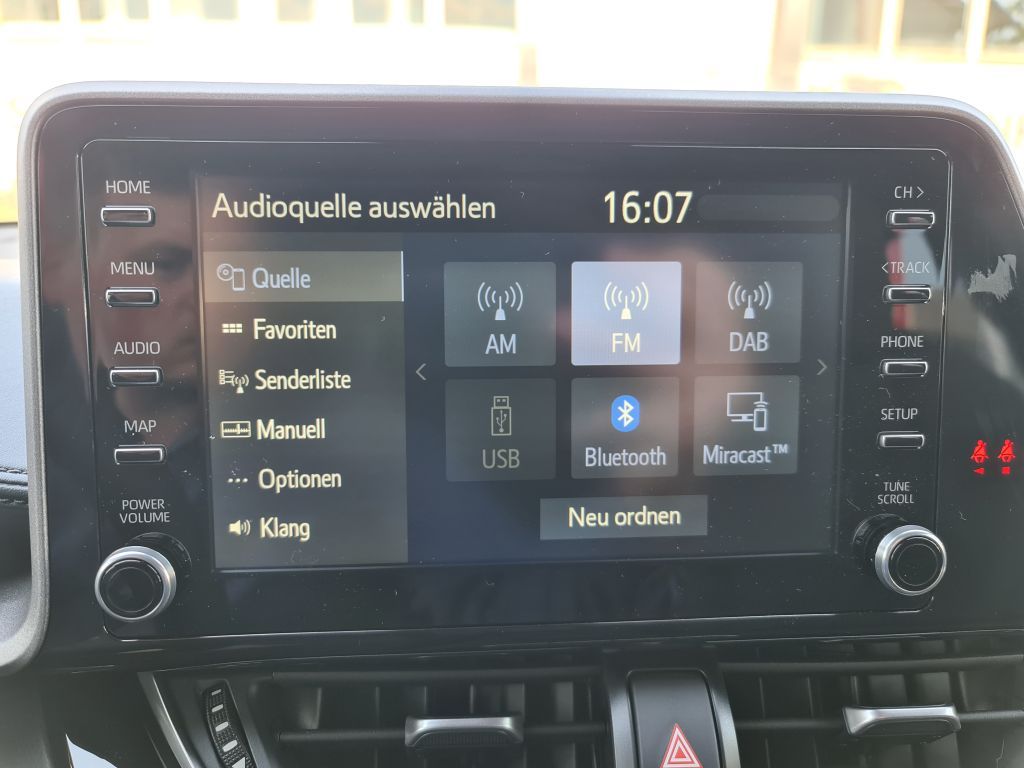 HOME
MENU
AUDIO
MAP
POWER
VOLUME
Audioquelle auswählen
16:07
Quelle
Favoriten
Senderliste
Manuell
Optionen
Klang
AM
FM
DAB
USB
Bluetooth
Miracast™
Neu ordnen
CH >
< TRACK
PHONE
SETUP
TUNE
SCROLL